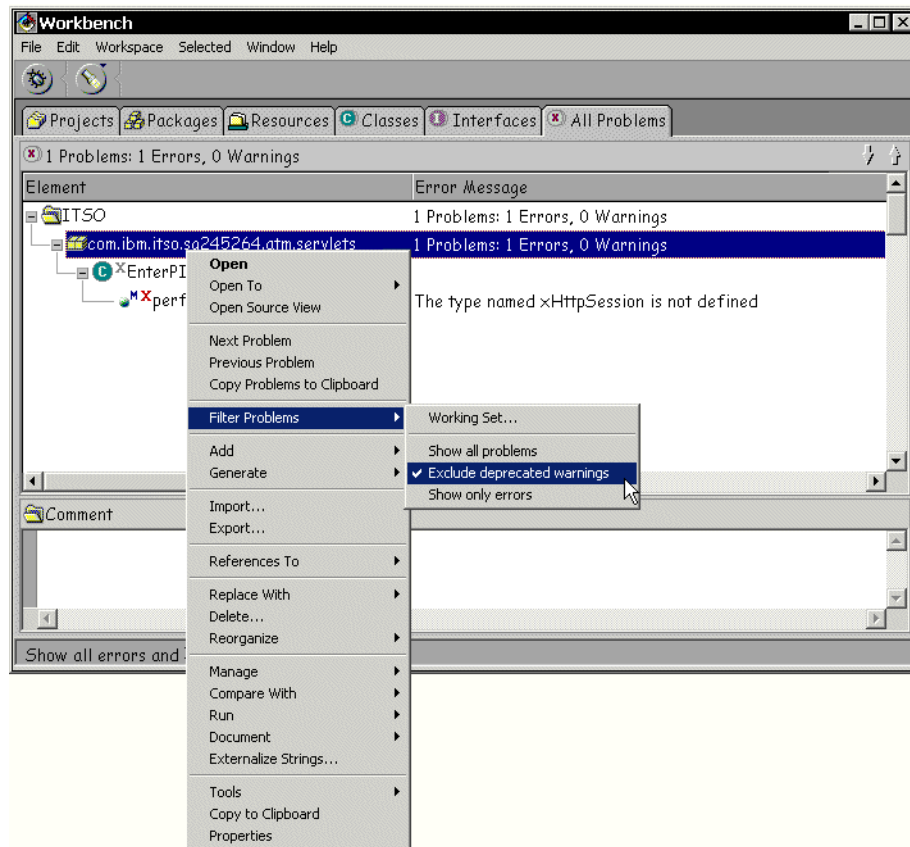 Workbench
File Edit Workspace Selected Window Help
Projects Packages Resources Classes Interfaces All Problems
1 Problems: 1 Errors, 0 Warnings
Element Error Message
ITSO 1 Problems: 1 Errors, 0 Warnings
com.ibm.itso.sg245264.atm.servlets 1 Problems: 1 Errors, 0 Warnings
EnterPI
perf The type named xHttpSession is not defined
Open
Open To
Open Source View
Next Problem
Previous Problem
Copy Problems to Clipboard
Filter Problems
Working Set...
Show all problems
Exclude deprecated warnings
Show only errors
Add
Generate
Import...
Export...
References To
Replace With
Delete...
Reorganize
Manage
Compare With
Run
Document
Externalize Strings...
Tools
Copy to Clipboard
Properties
Comment
Show all errors and